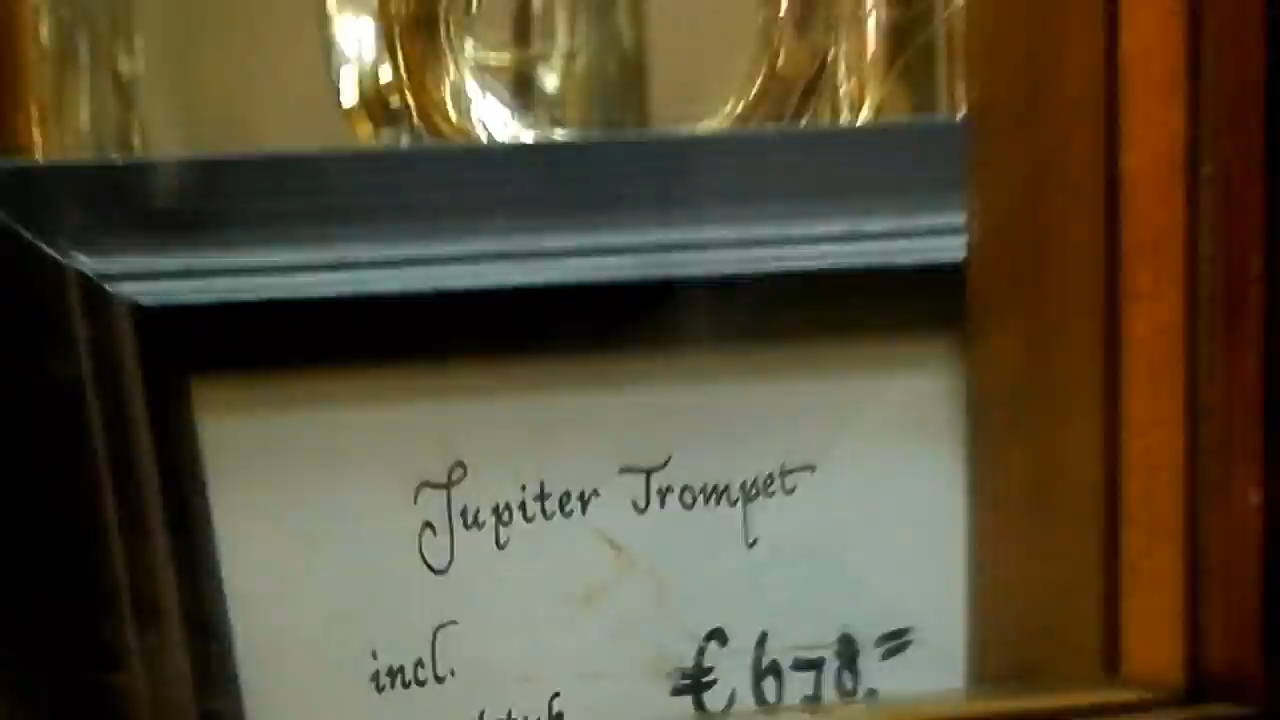 Jupiter Trompet
incl.
€ 678.=